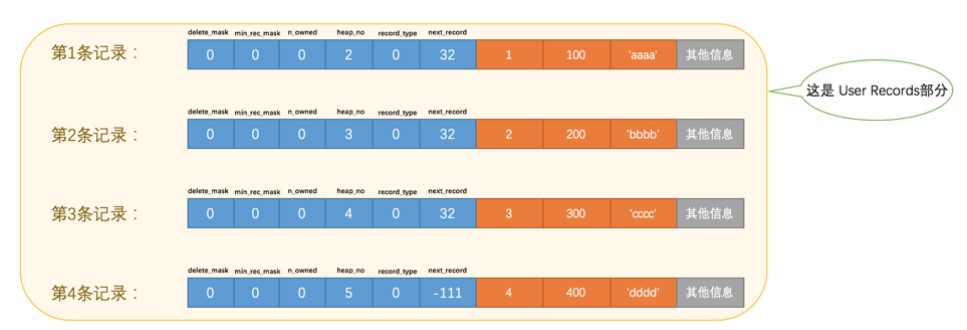 delete_mask min_rec_mask n_owned heap_no record_type next_record
第1条记录： 0 0 0 2 0 32 1 100 'aaaa' 其他信息
这是 User Records部分
delete_mask min_rec_mask n_owned heap_no record_type next_record
第2条记录： 0 0 0 3 0 32 2 200 'bbbb' 其他信息
delete_mask min_rec_mask n_owned heap_no record_type next_record
第3条记录： 0 0 0 4 0 32 3 300 'cccc' 其他信息
delete_mask min_rec_mask n_owned heap_no record_type next_record
第4条记录： 0 0 0 5 0 -111 4 400 'dddd' 其他信息